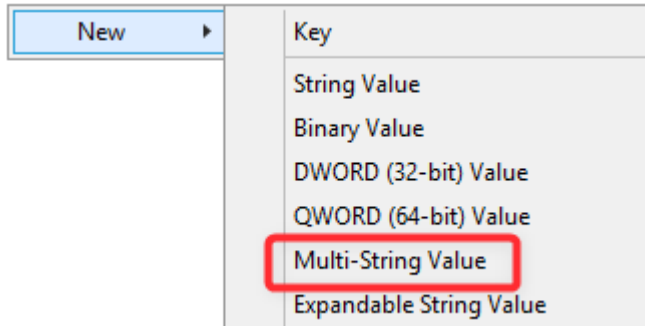 New
Key
String Value
Binary Value
DWORD (32-bit) Value
QWORD (64-bit) Value
Multi-String Value
Expandable String Value